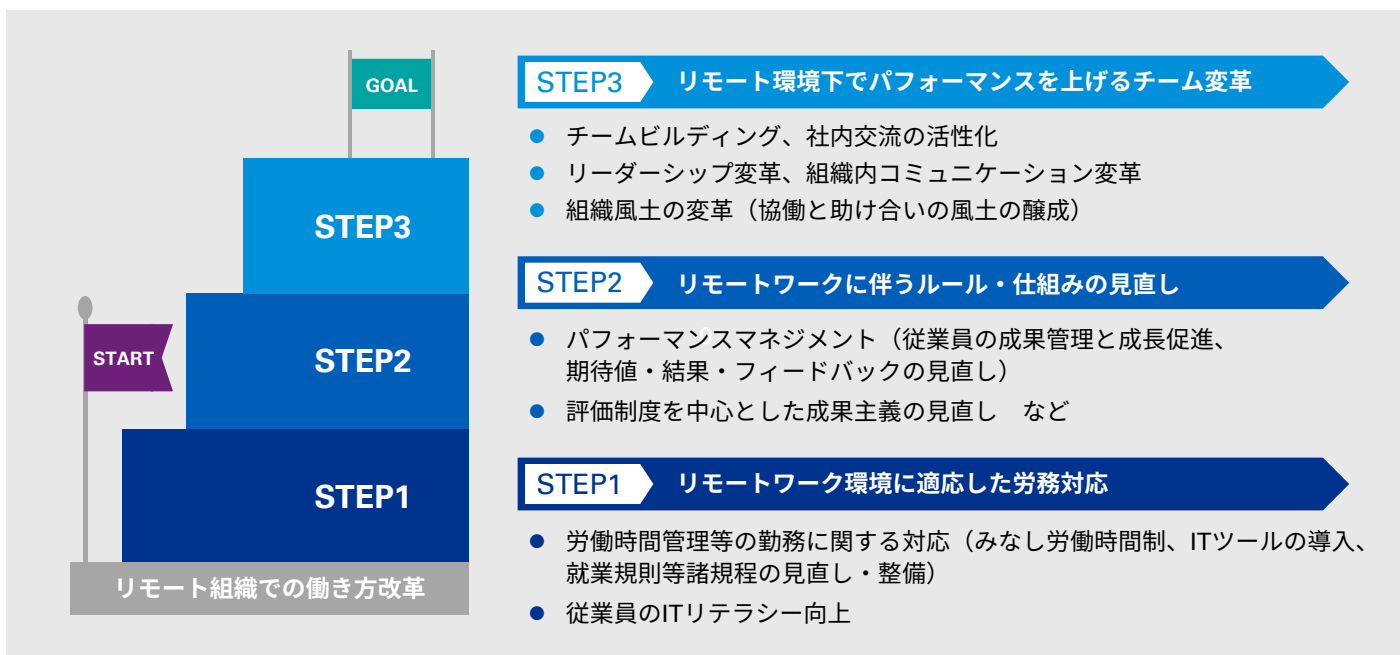 GOAL
STEP3
START
STEP2
STEP1
リモート組織での働き方改革
STEP3 リモート環境下でパフォーマンスを上げるチーム変革
● チームビルディング、社内交流の活性化
● リーダーシップ変革、組織内コミュニケーション変革
● 組織風土の変革（協働と助け合いの風土の醸成）
STEP2 リモートワークに伴うルール・仕組みの見直し
● パフォーマンスマネジメント（従業員の成果管理と成長促進、
期待値・結果・フィードバックの見直し）
● 評価制度を中心とした成果主義の見直し　など
STEP1 リモートワーク環境に適応した労務対応
● 労働時間管理等の勤務に関する対応（みなし労働時間制、ITツールの導入、
就業規則等諸規程の見直し・整備）
● 従業員のITリテラシー向上